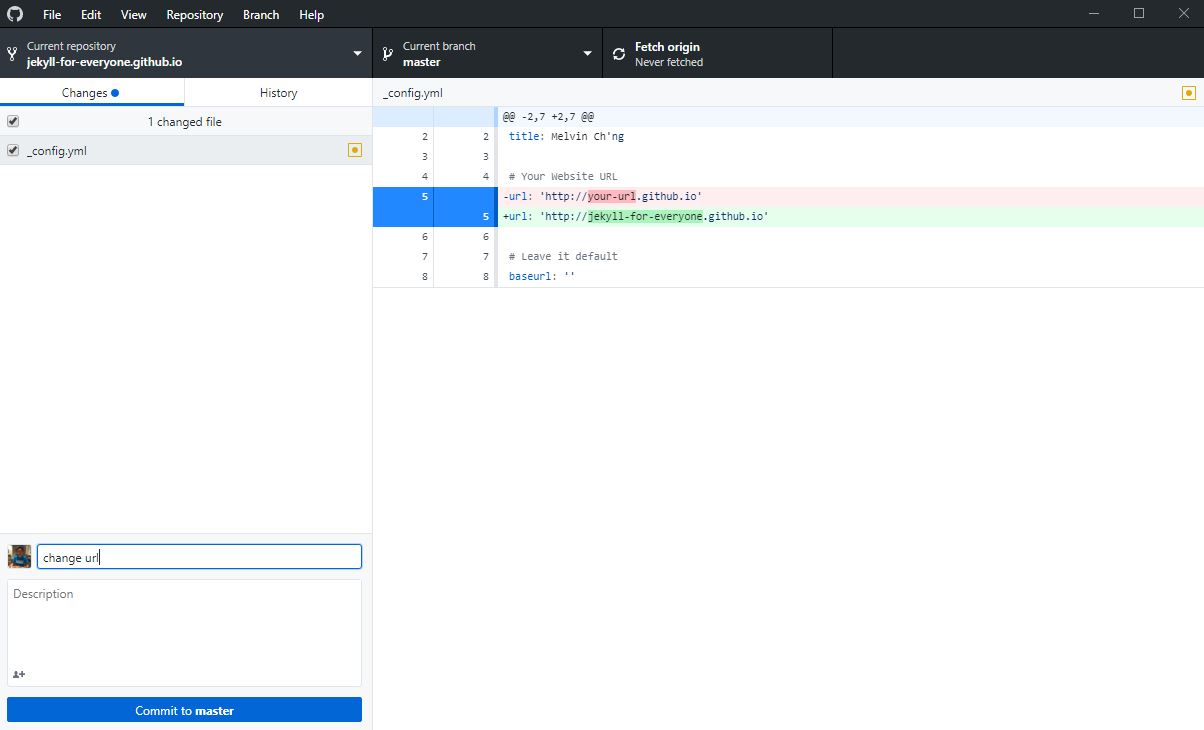 File Edit View Repository Branch Help
Current repository
jekyll-for-everyone.github.io
Current branch
master
Fetch origin
Never fetched
Changes
History
1 changed file
_config.yml
change url
Description
Commit to master
_config.yml
@@ -2,7 +2,7 @@
2 2 title: Melvin Ch'ng
3 3
4 4 # Your Website URL
5 -url: 'http://your-url.github.io'
5 +url: 'http://jekyll-for-everyone.github.io'
6 6
7 7 # Leave it default
8 8 baseurl: ''